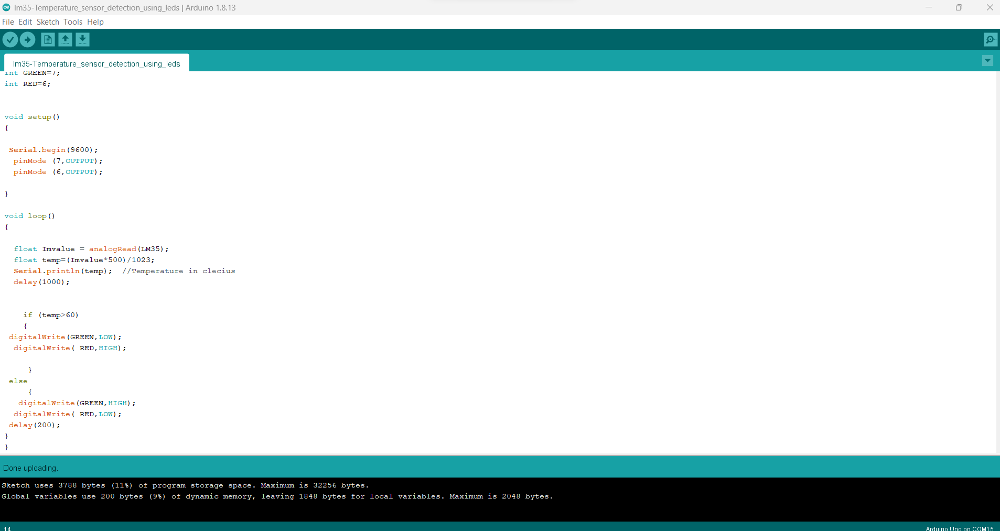 lm35-Temperature_sensor_detection_using_leds | Arduino 1.8.13
File Edit Sketch Tools Help
lm35-Temperature_sensor_detection_using_leds
int GREEN=7;
int RED=6;
void setup()
{
Serial.begin(9600);
pinMode (7,OUTPUT);
pinMode (6,OUTPUT);
}
void loop()
{
float Imvalue = analogRead(LM35);
float temp=(Imvalue*500)/1023;
Serial.println(temp); //Temperature in clecius
delay(1000);
if (temp>60)
{
digitalWrite(GREEN,LOW);
digitalWrite( RED,HIGH);
}
else
{
digitalWrite(GREEN,HIGH);
digitalWrite( RED,LOW);
delay(200);
}
}
Done uploading.
Sketch uses 3788 bytes (11%) of program storage space. Maximum is 32256 bytes.
Global variables use 200 bytes (9%) of dynamic memory, leaving 1848 bytes for local variables. Maximum is 2048 bytes.
14
Arduino Uno on COM15